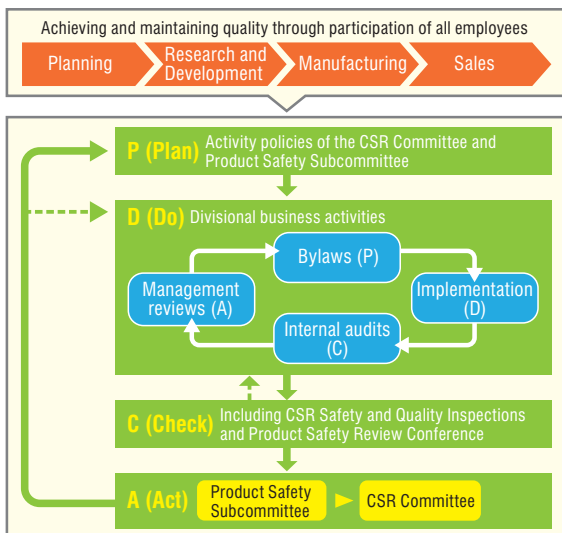 Achieving and maintaining quality through participation of all employees
Planning
Research and
Development
Manufacturing
Sales
P (Plan)
Activity policies of the CSR Committee and
Product Safety Subcommittee
D (Do)
Divisional business activities
Bylaws (P)
Management
reviews (A)
Implementation
(D)
Internal audits
(C)
C (Check)
Including CSR Safety and Quality Inspections
and Product Safety Review Conference
A (Act)
Product Safety
Subcommittee
CSR Committee